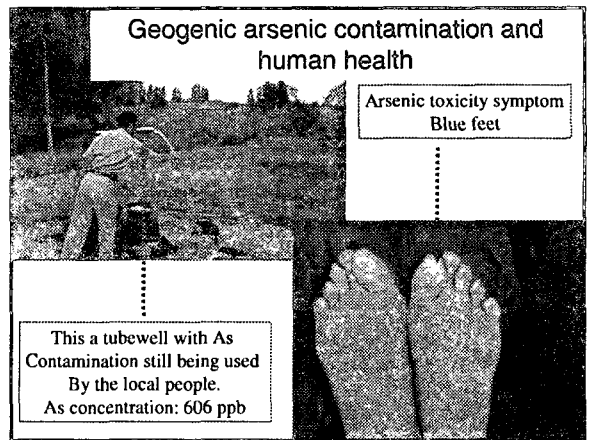 Geogenic arsenic contamination and
human health
Arsenic toxicity symptom
Blue feet
This a tubewell with As
Contamination still being used
By the local people.
As concentration: 606 ppb